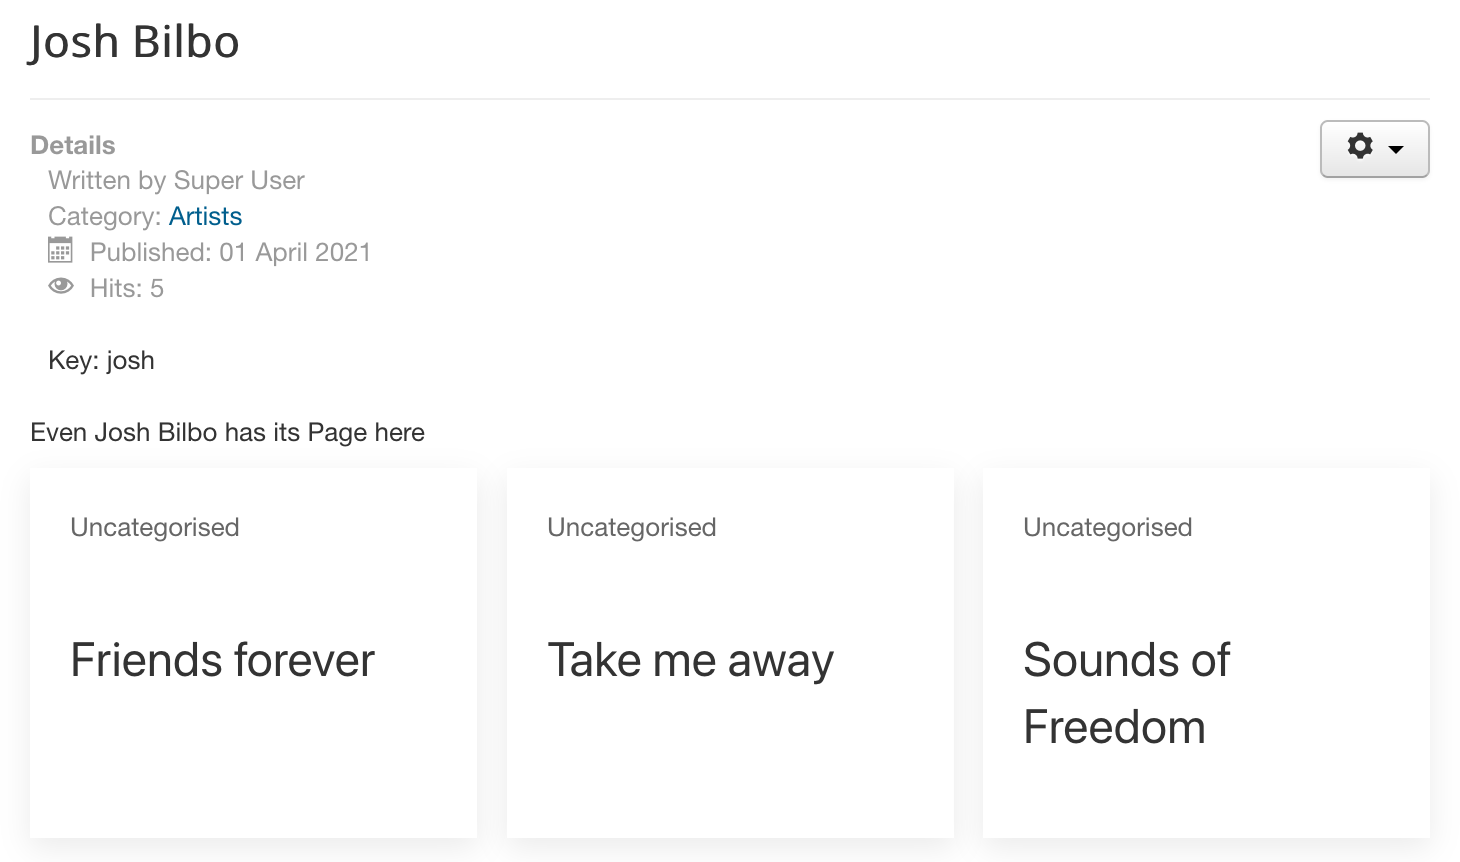 Josh Bilbo
Details
Written by Super User
Category: Artists
Published: 01 April 2021
Hits: 5
Key: josh
Even Josh Bilbo has its Page here
Uncategorised
Friends forever
Uncategorised
Take me away
Uncategorised
Sounds of
Freedom